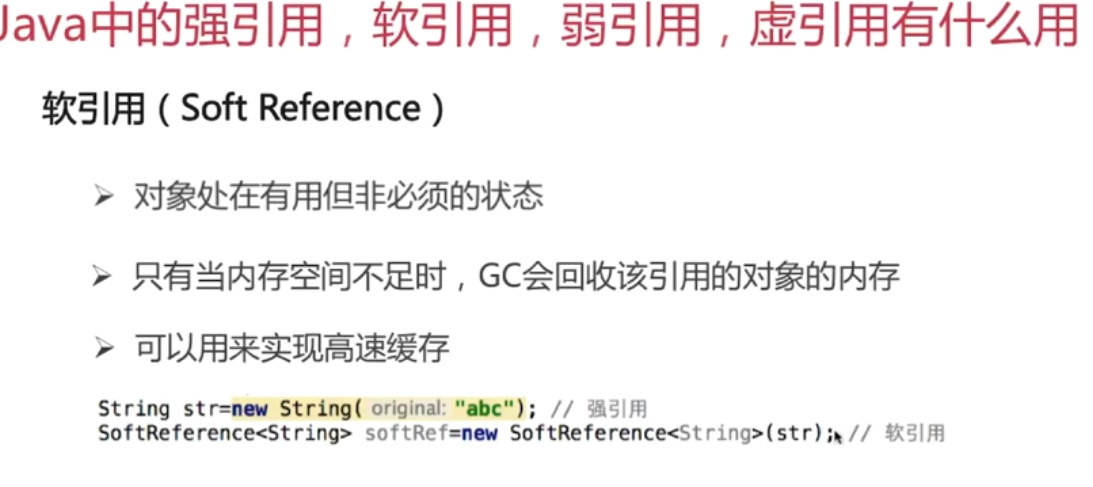 Java中的强引用，软引用，弱引用，虚引用有什么用
软引用（Soft Reference）
➢ 对象处在有用但非必须的状态
➢ 只有当内存空间不足时，GC会回收该引用的对象的内存
➢ 可以用来实现高速缓存
String str=new String( original: "abc"); // 强引用
SoftReference<String> softRef=new SoftReference<String>(str); // 软引用